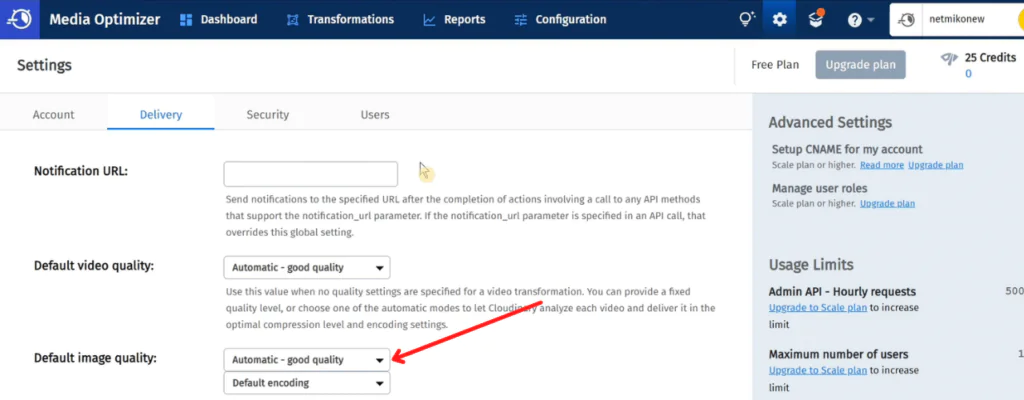 Media Optimizer Dashboard Transformations Reports Configuration netmikonew
Settings
Free Plan Upgrade plan 25 Credits
0
Account Delivery Security Users
Notification URL:
Send notifications to the specified URL after the completion of actions involving a call to any API methods
that support the notification_url parameter. If the notification_url parameter is specified in an API call, that
overrides this global setting.
Default video quality: Automatic - good quality
Use this value when no quality settings are specified for a video transformation. You can provide a fixed
quality level, or choose one of the automatic modes to let Cloudinary analyze each video and deliver it in the
optimal compression level and encoding settings.
Default image quality: Automatic - good quality
Default encoding
Advanced Settings
Setup CNAME for my account
Scale plan or higher. Read more Upgrade plan
Manage user roles
Scale plan or higher. Upgrade plan
Usage Limits
Admin API - Hourly requests 500
Upgrade to Scale plan to increase
limit
Maximum number of users 1
Upgrade to Scale plan to increase
limit